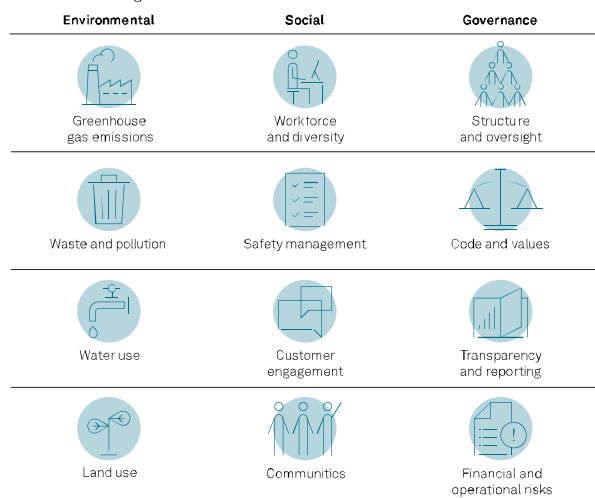 Environmental Social Governance
Greenhouse Workforce Structure
gas emissions and diversity and oversight
Waste and pollution Safety management Code and values
Water use Customer Transparency
engagement and reporting
Land use Communities Financial and
operational risks